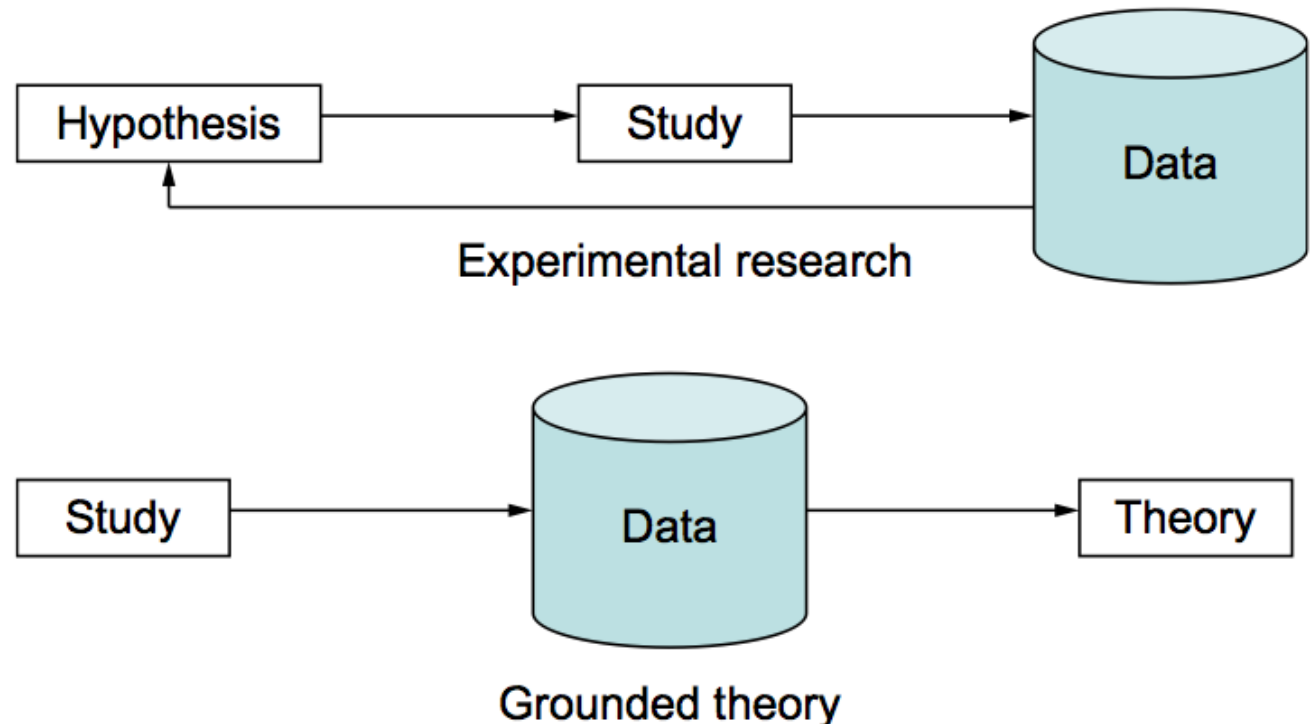 Hypothesis
Study
Data
Experimental research
Study
Data
Theory
Grounded theory